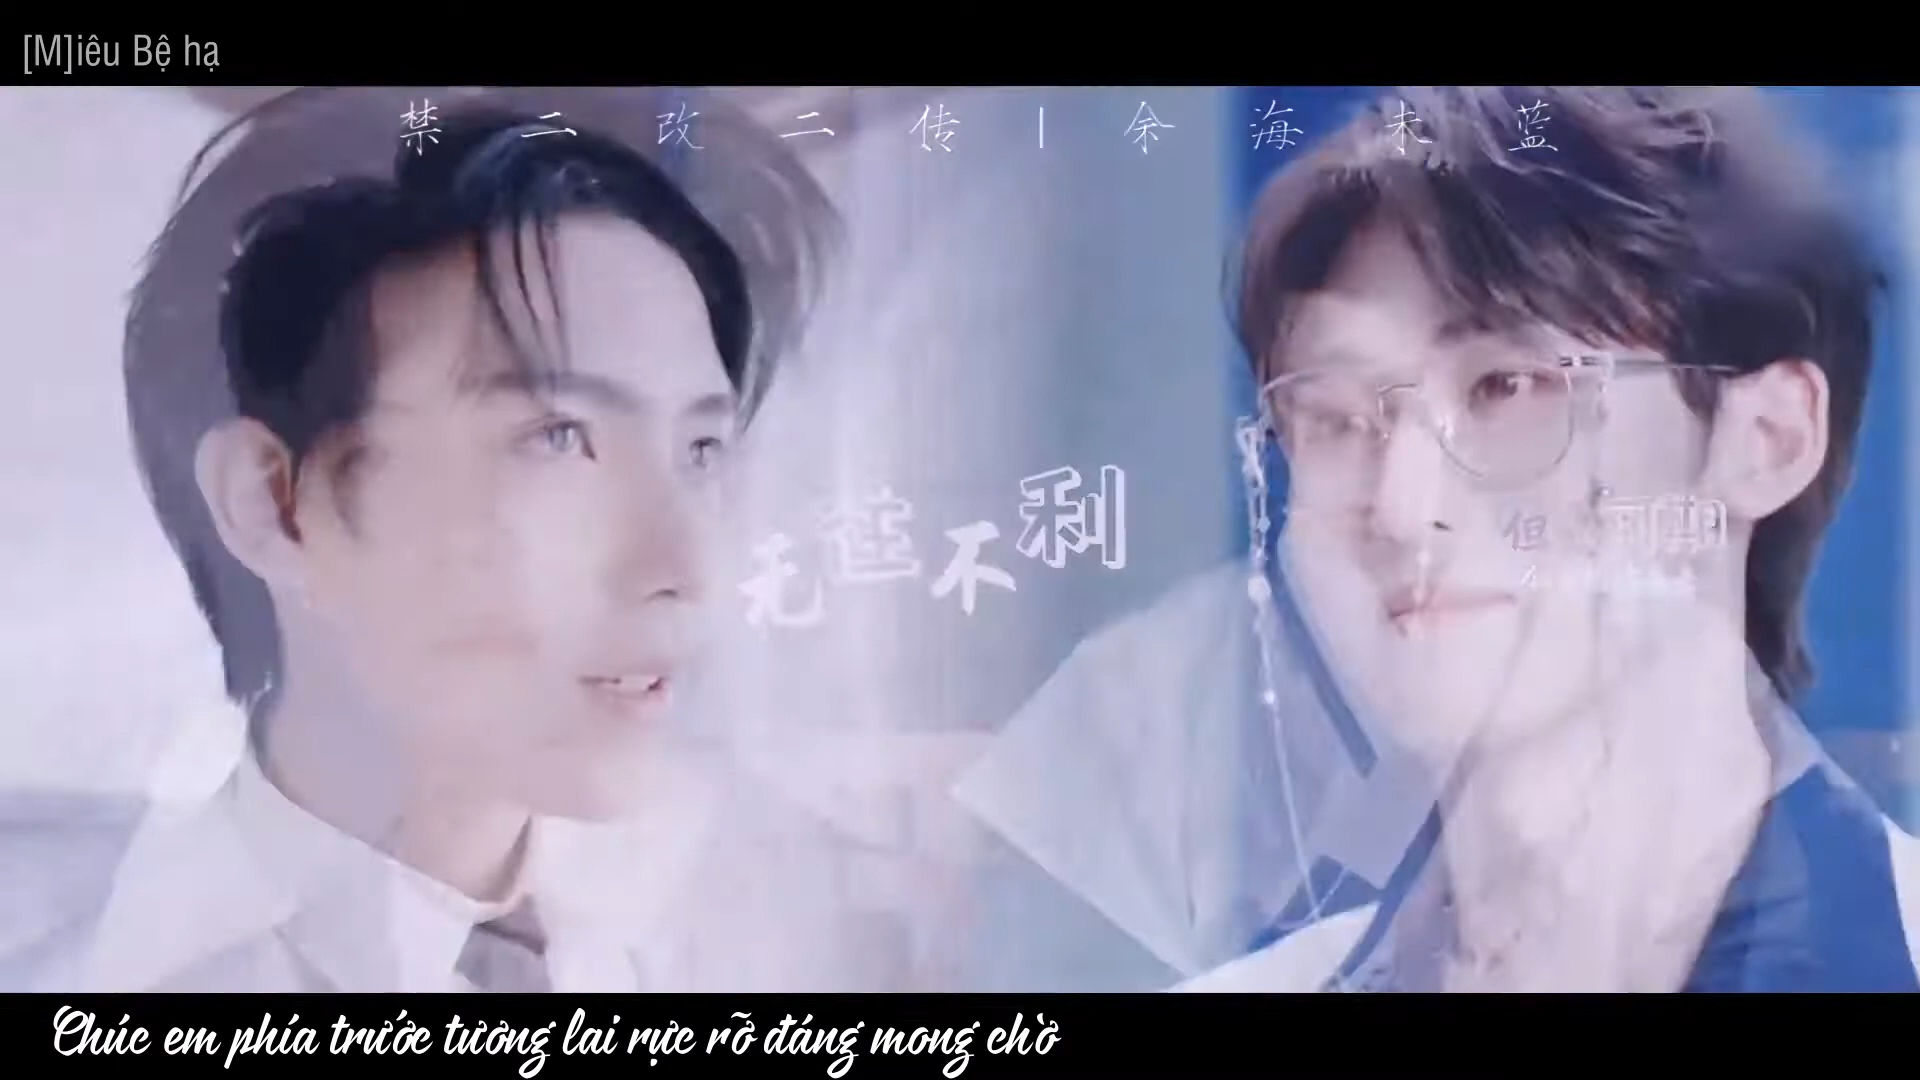 [M]iêu Bệ hạ
禁二改二传 | 余海未蓝
无往不利
Chúc em phía trước tương lai rực rỡ đáng mong chờ